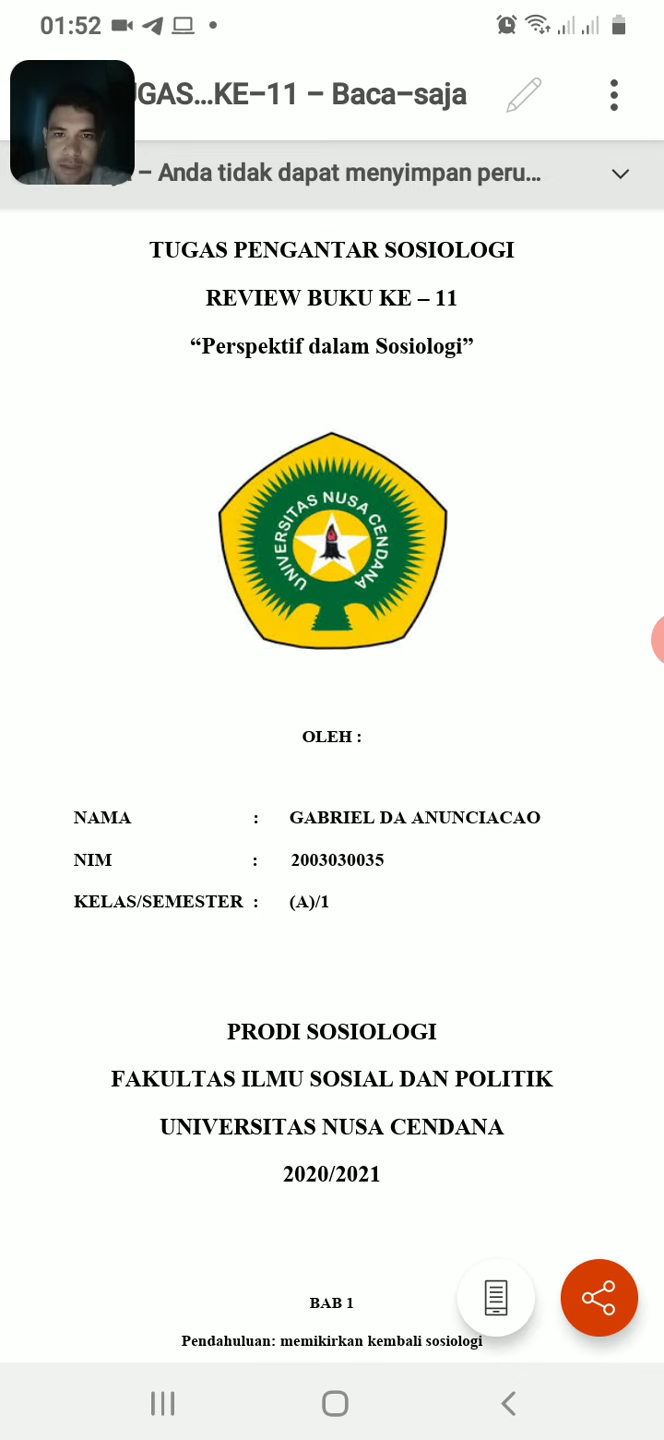 01:52
GAS...KE–11 – Baca–saja
– Anda tidak dapat menyimpan peru...
TUGAS PENGANTAR SOSIOLOGI
REVIEW BUKU KE – 11
“Perspektif dalam Sosiologi”
UNIVERSITAS NUSA CENDANA
OLEH :
NAMA : GABRIEL DA ANUNCIACAO
NIM : 2003030035
KELAS/SEMESTER : (A)/1
PRODI SOSIOLOGI
FAKULTAS ILMU SOSIAL DAN POLITIK
UNIVERSITAS NUSA CENDANA
2020/2021
BAB 1
Pendahuluan: memikirkan kembali sosiologi